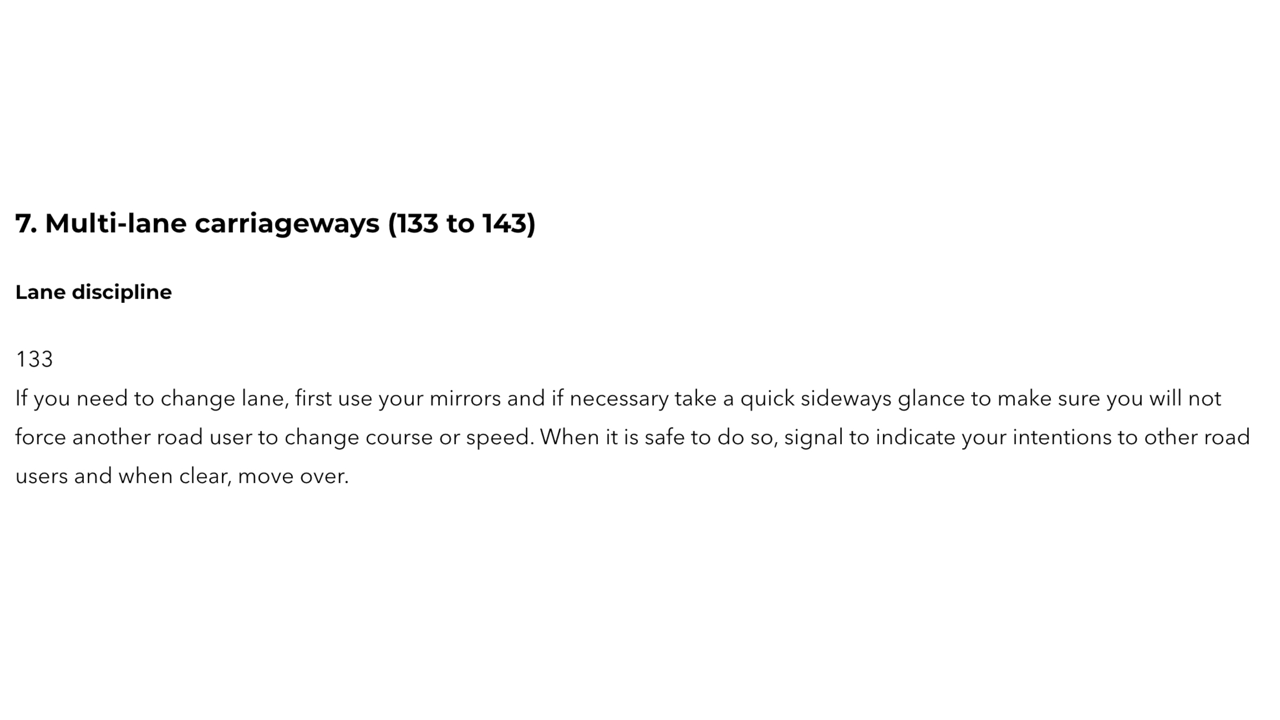 7. Multi-lane carriageways (133 to 143)
Lane discipline
133
If you need to change lane, first use your mirrors and if necessary take a quick sideways glance to make sure you will not
force another road user to change course or speed. When it is safe to do so, signal to indicate your intentions to other road
users and when clear, move over.